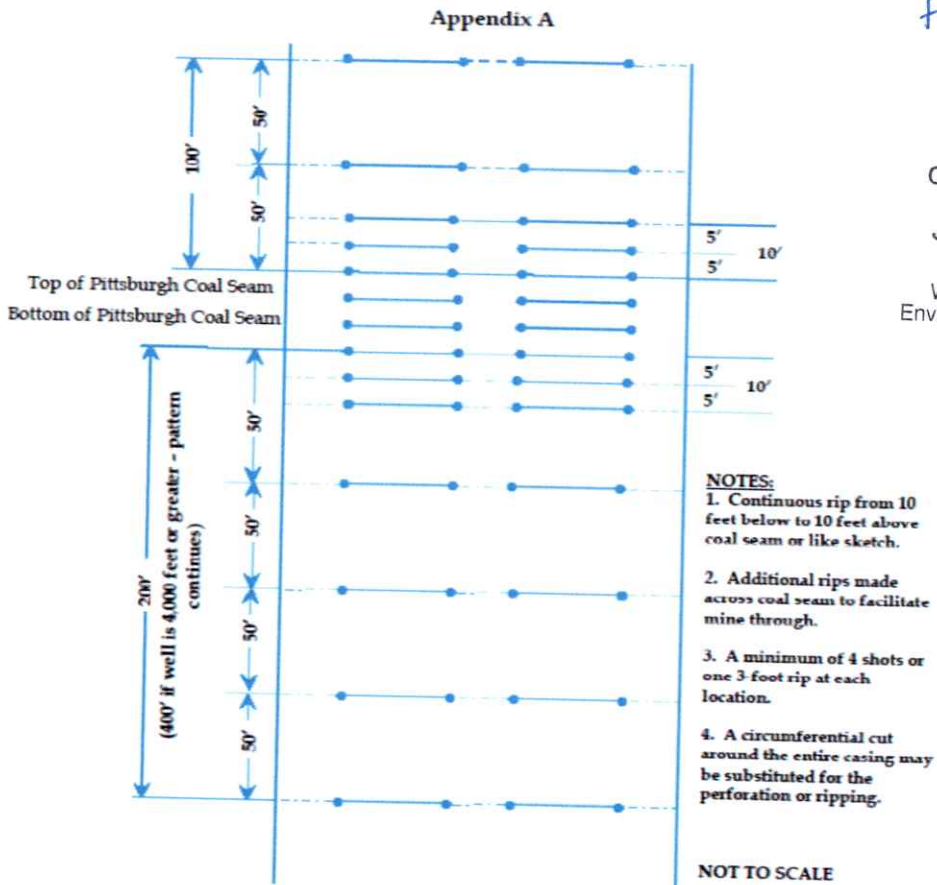 Appendix A
100'
50'
50'
5'
10'
5'
Top of Pittsburgh Coal Seam
Bottom of Pittsburgh Coal Seam
Env
5'
10'
5'
200'
(400' if well is 4,000 feet or greater - pattern
continues)
50'
50'
50'
50'
NOTES:
1. Continuous rip from 10
feet below to 10 feet above
coal seam or like sketch.
2. Additional rips made
across coal seam to facilitate
mine through.
3. A minimum of 4 shots or
one 3-foot rip at each
location.
4. A circumferential cut
around the entire casing may
be substituted for the
perforation or ripping.
NOT TO SCALE